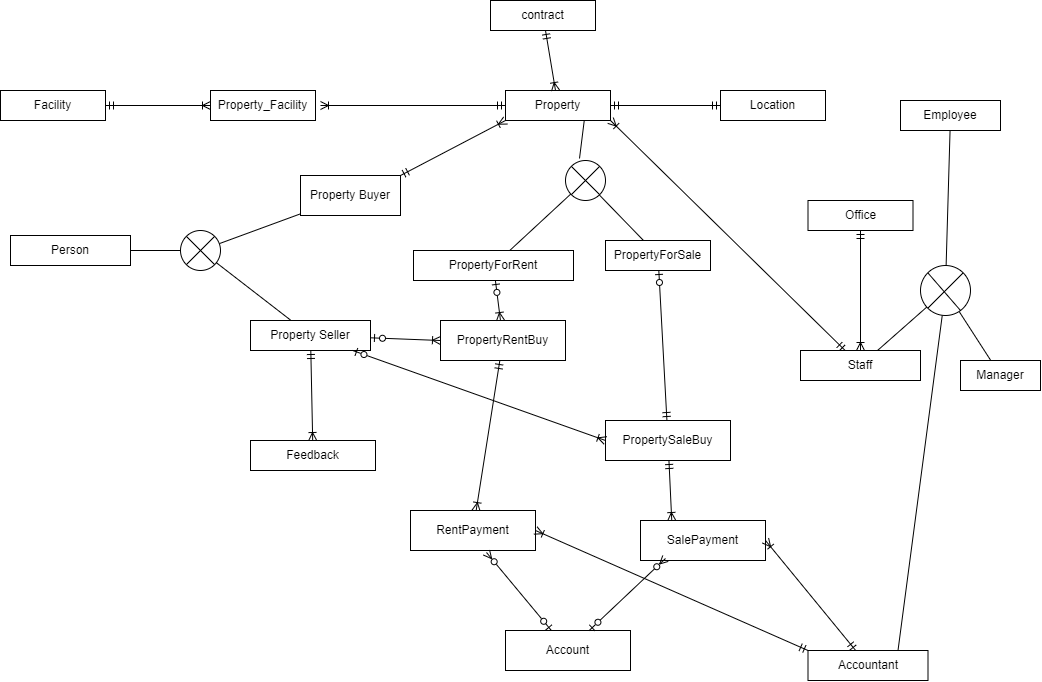 contract
Facility
Property_Facility
Property
Location
Employee
Property Buyer
Office
Person
PropertyForRent
PropertyForSale
Property Seller
PropertyRentBuy
Staff
Manager
Feedback
PropertySaleBuy
RentPayment
SalePayment
Account
Accountant